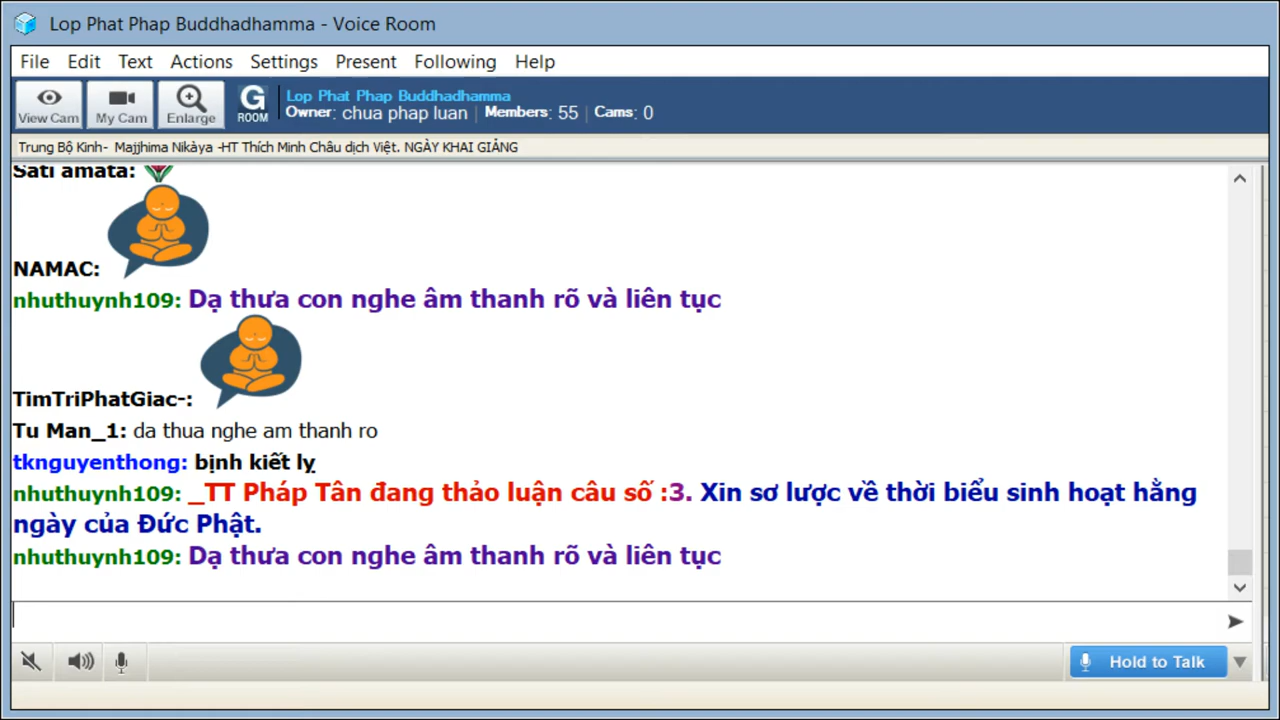 Lop Phat Phap Buddhadhamma - Voice Room
File Edit Text Actions Settings Present Following Help
View Cam My Cam Enlarge G ROOM
Lop Phat Phap Buddhadhamma
Owner: chua phap luan | Members: 55 | Cams: 0
Trung Bộ Kinh- Majjhima Nikàya -HT Thích Minh Châu dịch Việt. NGÀY KHAI GIẢNG
Sati amata:
NAMAC:
nhuthuynh109: Dạ thưa con nghe âm thanh rõ và liên tục
TimTriPhatGiac-:
Tu Man_1: da thua nghe am thanh ro
tknguyenthong: bịnh kiết lỵ
nhuthuynh109: _TT Pháp Tân đang thảo luận câu số :3. Xin sơ lược về thời biểu sinh hoạt hằng
ngày của Đức Phật.
nhuthuynh109: Dạ thưa con nghe âm thanh rõ và liên tục
Hold to Talk